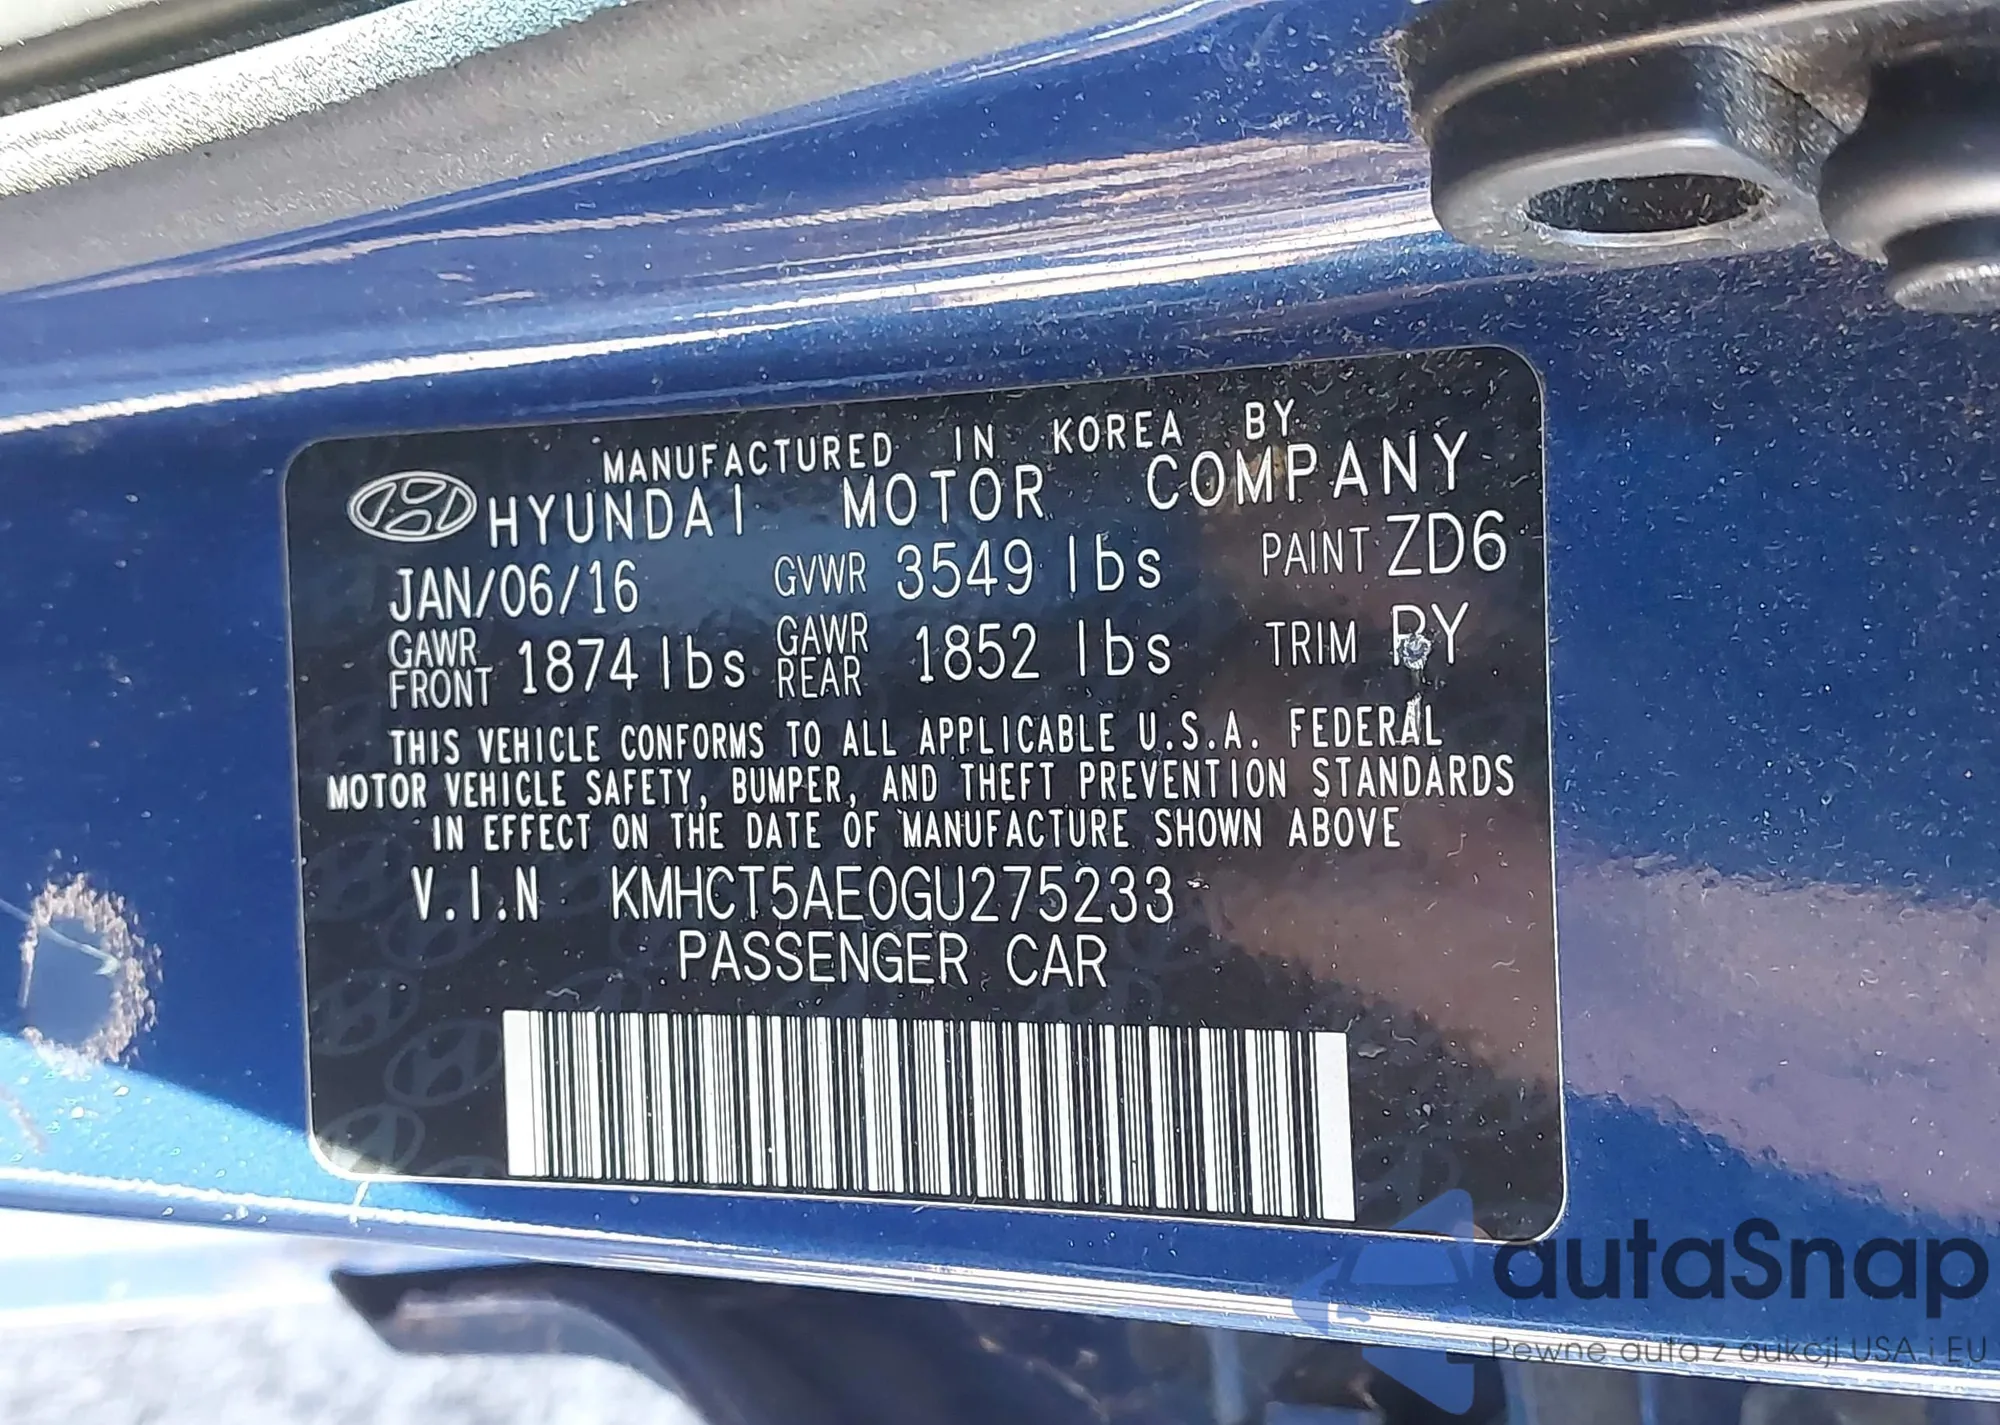 MANUFACTURED IN KOREA BY
HYUNDAI MOTOR COMPANY
JAN/06/16 GVWR 3549 lbs PAINT ZD6
GAWR FRONT 1874 lbs GAWR REAR 1852 lbs TRIM RY
THIS VEHICLE CONFORMS TO ALL APPLICABLE U.S.A. FEDERAL
MOTOR VEHICLE SAFETY, BUMPER, AND THEFT PREVENTION STANDARDS
IN EFFECT ON THE DATE OF MANUFACTURE SHOWN ABOVE
V.I.N KMHCT5AE0GU275233
PASSENGER CAR
autaSnap
Pewne auta z aukcji USA i EU